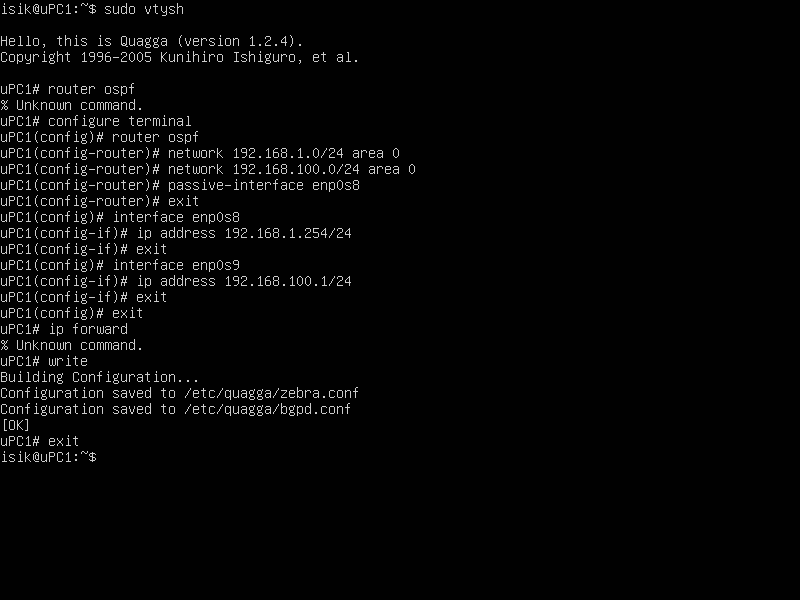 isik@uPC1:~$ sudo vtysh
Hello, this is Quagga (version 1.2.4).
Copyright 1996-2005 Kunihiro Ishiguro, et al.
uPC1# router ospf
% Unknown command.
uPC1# configure terminal
uPC1(config)# router ospf
uPC1(config-router)# network 192.168.1.0/24 area 0
uPC1(config-router)# network 192.168.100.0/24 area 0
uPC1(config-router)# passive-interface enp0s8
uPC1(config-router)# exit
uPC1(config)# interface enp0s8
uPC1(config-if)# ip address 192.168.1.254/24
uPC1(config-if)# exit
uPC1(config)# interface enp0s9
uPC1(config-if)# ip address 192.168.100.1/24
uPC1(config-if)# exit
uPC1(config)# exit
uPC1# ip forward
% Unknown command.
uPC1# write
Building Configuration...
Configuration saved to /etc/quagga/zebra.conf
Configuration saved to /etc/quagga/bgpd.conf
[OK]
uPC1# exit
isik@uPC1:~$